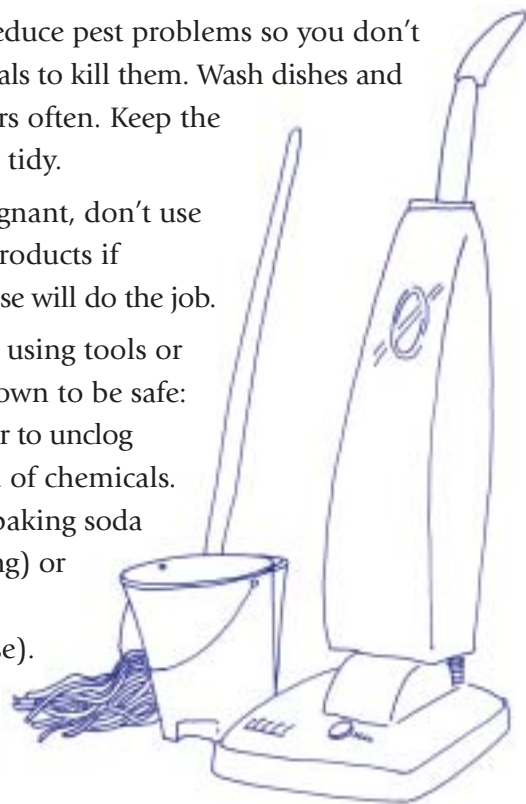 educe pest problems so you don't
als to kill them. Wash dishes and
rs often. Keep the
tidy.
gnant, don't use
roducts if
se will do the job.
using tools or
own to be safe:
r to unclog
of chemicals.
baking soda
ng) or
se).